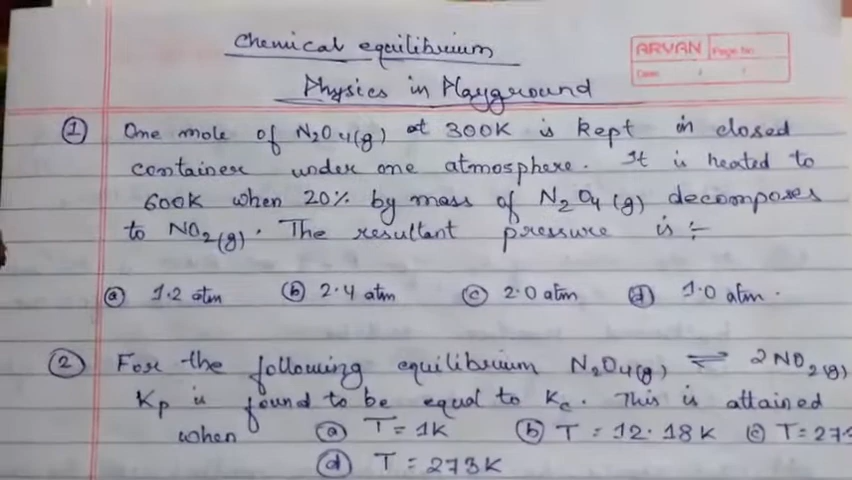 Chemical equilibrium
ARVAN Page No
Date / /
Physics in Playground
① One mole of N₂O₄(g) at 300K is kept in closed
container under one atmosphere. It is heated to
600K when 20% by mass of N₂O₄(g) decomposes
to NO₂(g). The resultant pressure is :-
ⓐ 1.2 atm ⓑ 2.4 atm ⓒ 2.0 atm ⓓ 1.0 atm.
② For the following equilibrium N₂O₄(g) ⇌ 2NO₂(g)
Kp is found to be equal to Kc. This is attained
when ⓐ T = 1K ⓑ T = 12.18K ⓒ T = 273
ⓓ T = 273K